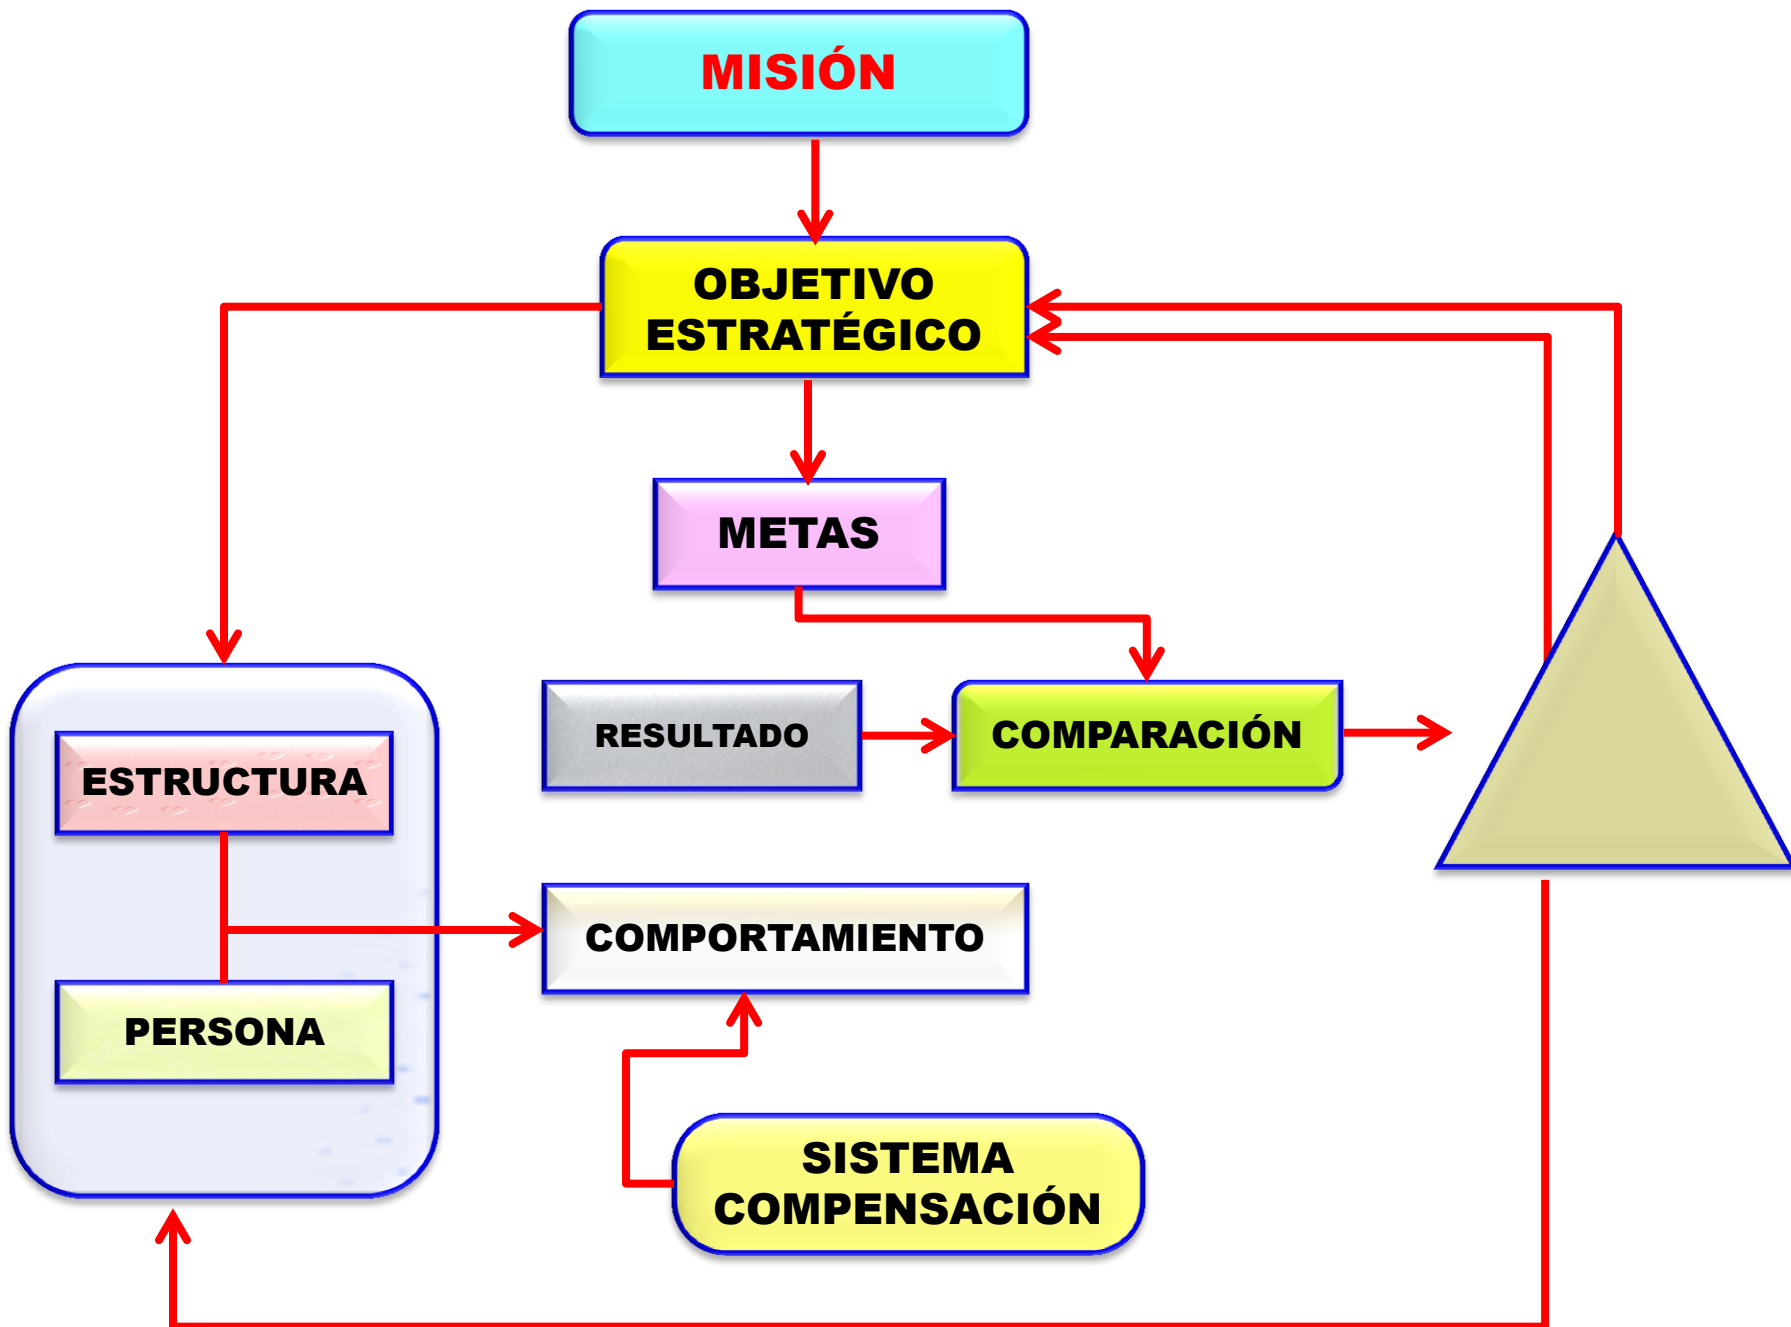 MISIÓN
OBJETIVO
ESTRATÉGICO
METAS
RESULTADO
COMPARACIÓN
ESTRUCTURA
COMPORTAMIENTO
PERSONA
SISTEMA
COMPENSACIÓN